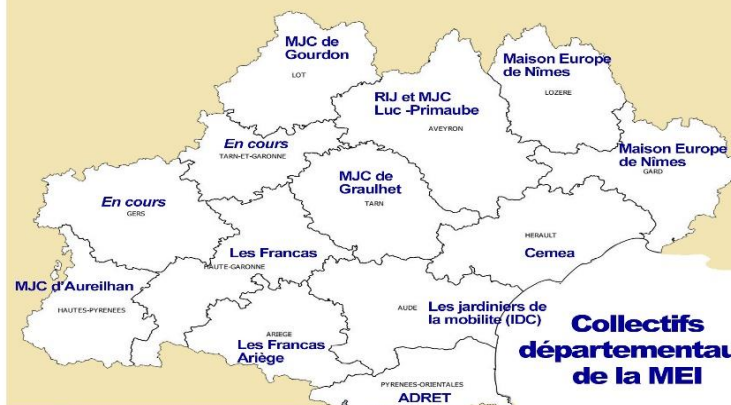 MJC de
Gourdon
LOT
Maison Europe
de Nîmes
LOZERE
RIJ et MJC
Luc -Primaube
AVEYRON
En cours
TARN-ET-GARONNE
Maison Europe
de Nîmes
GARD
MJC de
Graulhet
TARN
En cours
GERS
HERAULT
Cemea
Les Francas
HAUTE-GARONNE
MJC d'Aureilhan
HAUTES-PYRENEES
AUDE
Les jardiniers de
la mobilite (IDC)
ARIEGE
Les Francas
Ariège
Collectifs
départementau
de la MEI
PYRENEES-ORIENTALES
ADRET